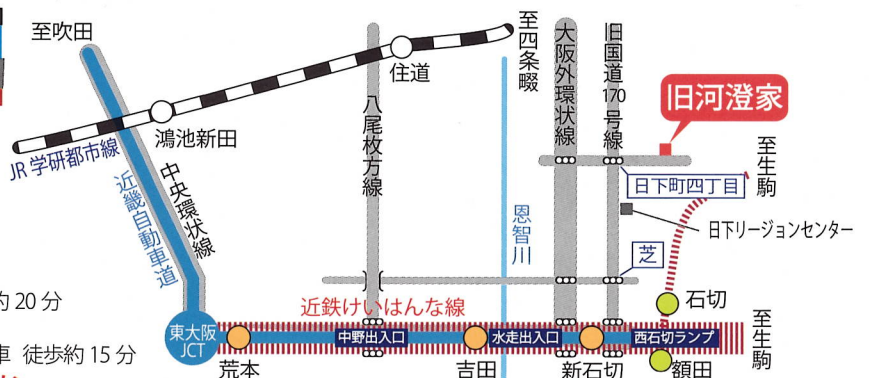 至吹田
至四条畷
大阪外環状線
旧国道170号線
旧河澄家
住道
八尾枚方線
鴻池新田
JR学研都市線
中央環状線
近畿自動車道
至生駒
日下町四丁目
日下リージョンセンター
恩智川
芝
約20分
近鉄けいはんな線
石切
東大阪
JCT
中野出入口
水走出入口
西石切ランプ
至生駒
車 徒歩約15分
荒本
吉田
新石切
額田